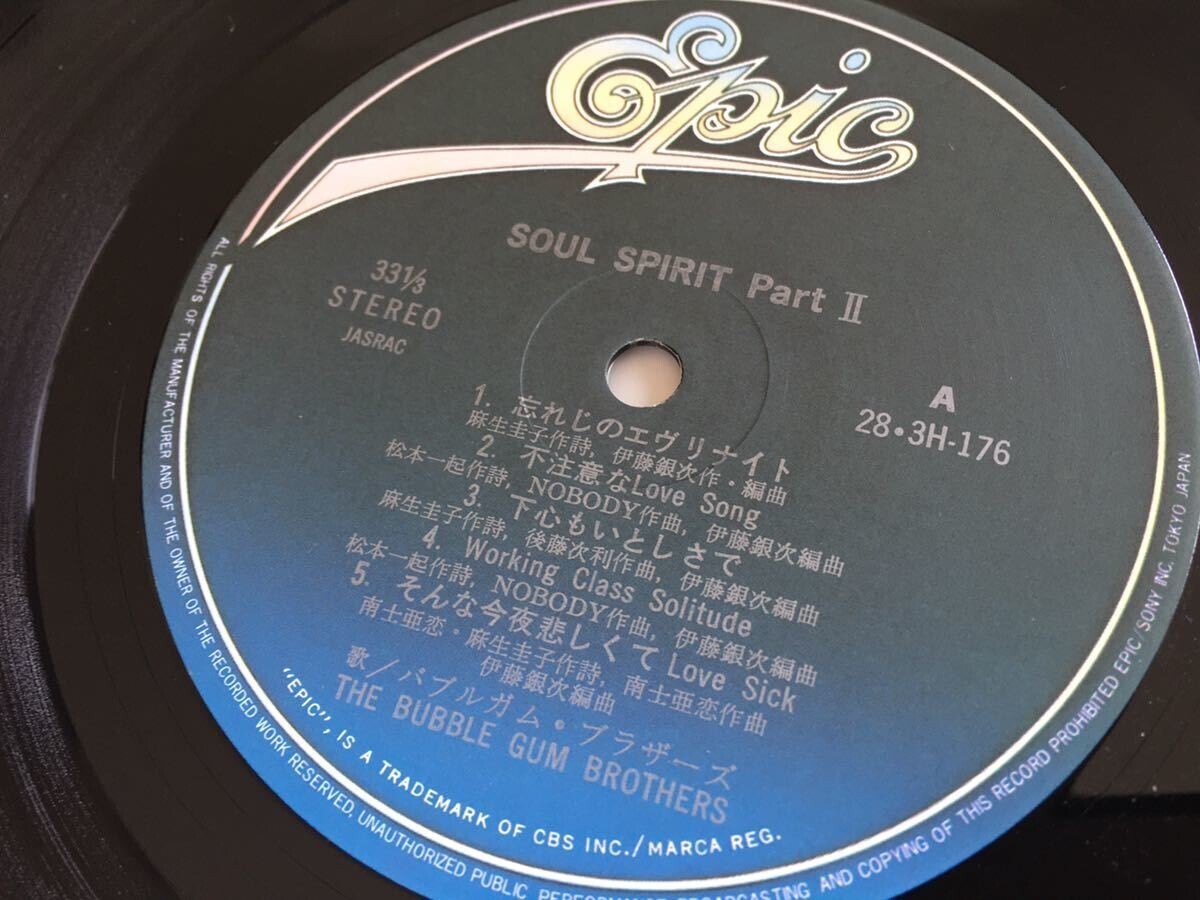 Epic
SOUL SPIRIT Part Ⅱ
33⅓
STEREO
JASRAC
A
28・3H-176
1. 忘れじのエヴリナイト
麻生圭子作詩, 伊藤銀次作・編曲
2. 不注意なLove Song
松本一起作詩, NOBODY作曲, 伊藤銀次編曲
3. 下心もいとしさで
麻生圭子作詩, 後藤次利作曲, 伊藤銀次編曲
4. Working Class Solitude
松本一起作詩, NOBODY作曲, 伊藤銀次編曲
5. そんな今夜悲しくてLove Sick
南士亜恋・麻生圭子作詩, 南士亜恋作曲
伊藤銀次編曲
歌/バブルガム・ブラザーズ
THE BUBBLE GUM BROTHERS
"EPIC", IS A TRADEMARK OF CBS INC./MARCA REG.
ALL RIGHTS OF THE MANUFACTURER AND OF THE OWNER OF THE RECORDED WORK RESERVED, UNAUTHORIZED PUBLIC PERFORMANCE BROADCASTING AND COPYING OF THIS RECORD PROHIBITED EPIC/SONY INC. TOKYO JAPAN